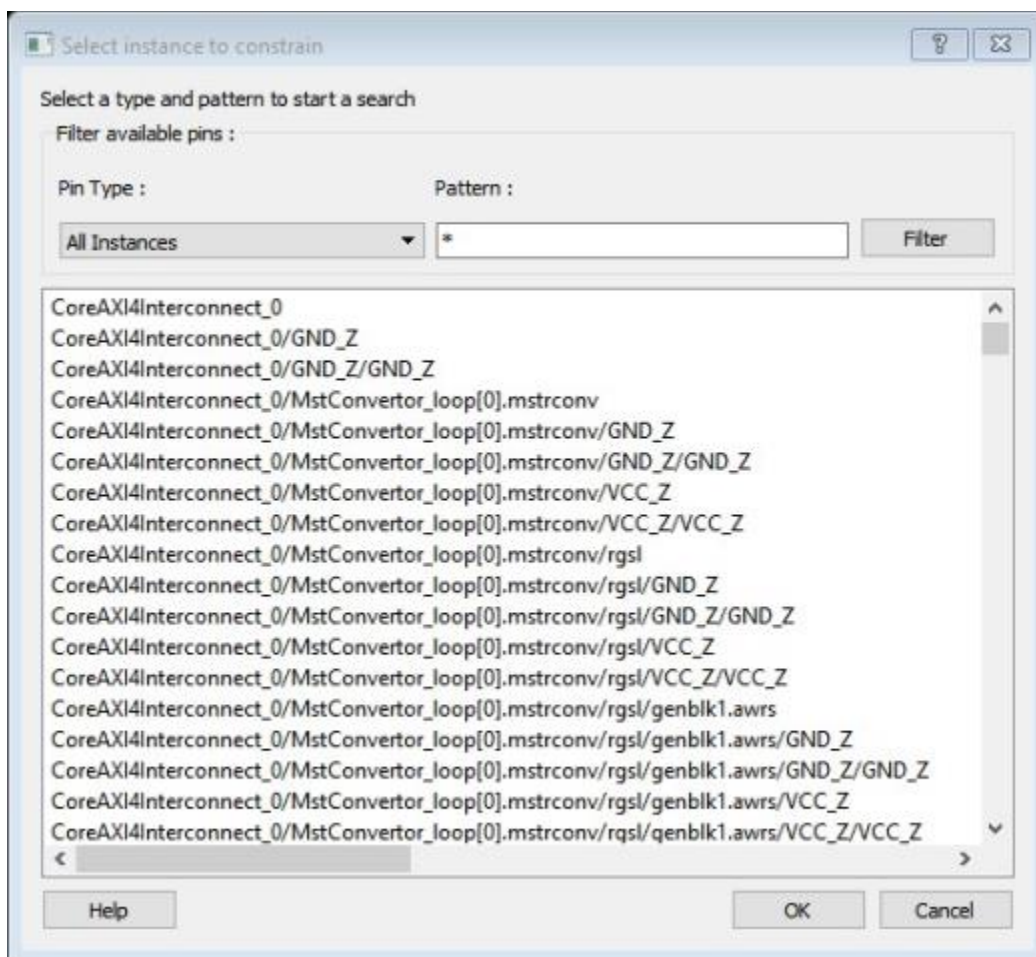 Select instance to constrain
Select a type and pattern to start a search
Filter available pins :
Pin Type : Pattern :
All Instances * Filter
CoreAXI4Interconnect_0
CoreAXI4Interconnect_0/GND_Z
CoreAXI4Interconnect_0/GND_Z/GND_Z
CoreAXI4Interconnect_0/MstConvertor_loop[0].mstrconv
CoreAXI4Interconnect_0/MstConvertor_loop[0].mstrconv/GND_Z
CoreAXI4Interconnect_0/MstConvertor_loop[0].mstrconv/GND_Z/GND_Z
CoreAXI4Interconnect_0/MstConvertor_loop[0].mstrconv/VCC_Z
CoreAXI4Interconnect_0/MstConvertor_loop[0].mstrconv/VCC_Z/VCC_Z
CoreAXI4Interconnect_0/MstConvertor_loop[0].mstrconv/rgsl
CoreAXI4Interconnect_0/MstConvertor_loop[0].mstrconv/rgsl/GND_Z
CoreAXI4Interconnect_0/MstConvertor_loop[0].mstrconv/rgsl/GND_Z/GND_Z
CoreAXI4Interconnect_0/MstConvertor_loop[0].mstrconv/rgsl/VCC_Z
CoreAXI4Interconnect_0/MstConvertor_loop[0].mstrconv/rgsl/VCC_Z/VCC_Z
CoreAXI4Interconnect_0/MstConvertor_loop[0].mstrconv/rgsl/genblk1.awrs
CoreAXI4Interconnect_0/MstConvertor_loop[0].mstrconv/rgsl/genblk1.awrs/GND_Z
CoreAXI4Interconnect_0/MstConvertor_loop[0].mstrconv/rgsl/genblk1.awrs/GND_Z/GND_Z
CoreAXI4Interconnect_0/MstConvertor_loop[0].mstrconv/rgsl/genblk1.awrs/VCC_Z
CoreAXI4Interconnect_0/MstConvertor_loop[0].mstrconv/rgsl/genblk1.awrs/VCC_Z/VCC_Z
Help OK Cancel